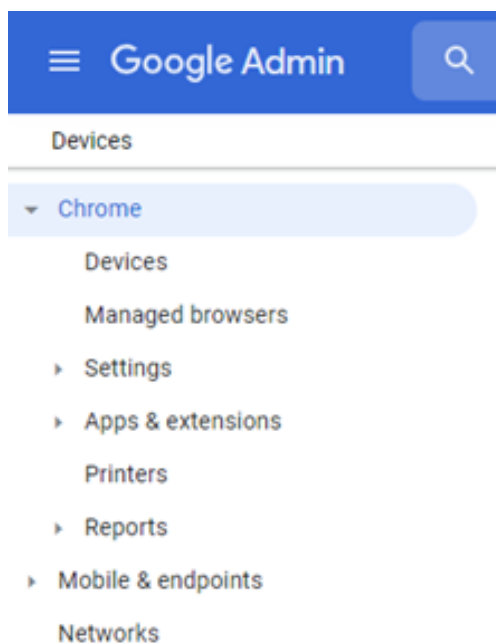 Google Admin
Devices
Chrome
Devices
Managed browsers
Settings
Apps & extensions
Printers
Reports
Mobile & endpoints
Networks